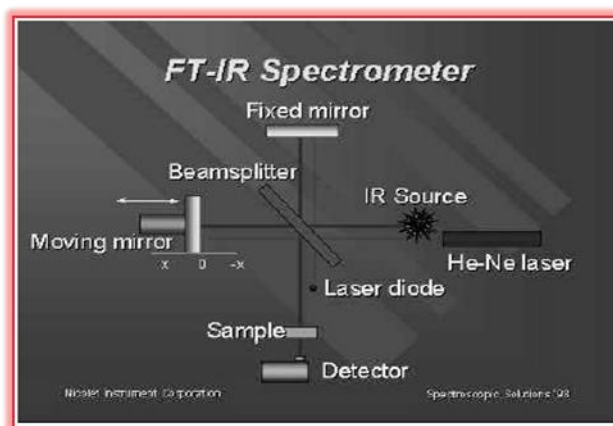 FT-IR Spectrometer
Fixed mirror
Beamsplitter
IR Source
Moving mirror
He-Ne laser
x 0 -x
Laser diode
Sample
Detector
Nicolet Instrument Corporation
Spectroscopic Solutions '98